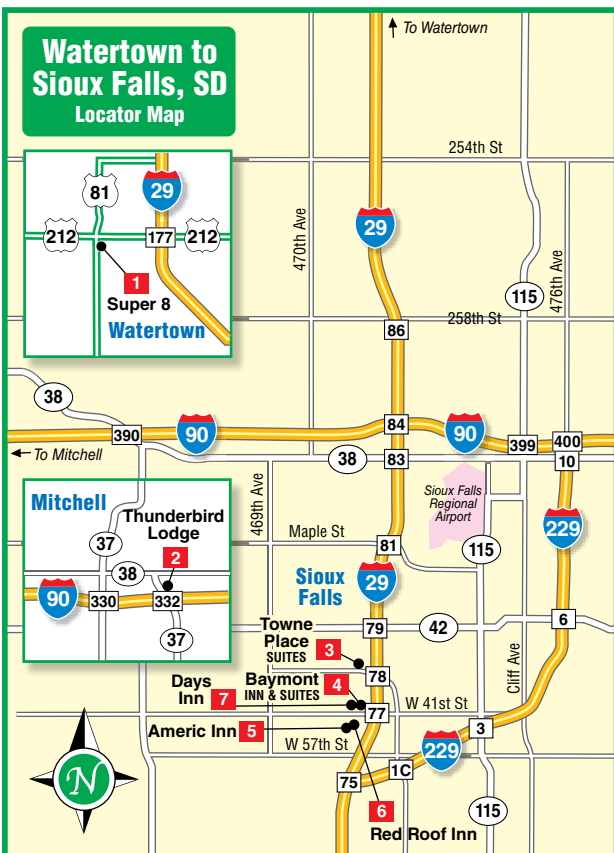 Watertown to
Sioux Falls, SD
Locator Map
To Watertown
254th St
470th Ave
29
476th Ave
115
258th St
86
81
29
212
177
212
1
Super 8
Watertown
38
390
90
84
90
399
400
To Mitchell
38
83
10
469th Ave
Sioux Falls
Regional
Airport
229
Mitchell
Thunderbird
Lodge
37
2
38
90
330
332
37
Maple St
81
115
Sioux
Falls
29
79
42
6
Towne
Place
SUITES
3
78
Cliff Ave
Days
Inn
7
Baymont
INN & SUITES
4
77
W 41st St
Americ Inn
5
3
W 57th St
229
1C
75
N
6
Red Roof Inn
115